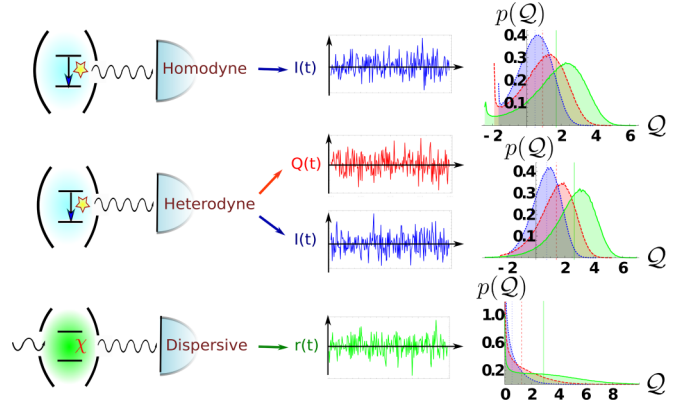 p(Q)
0.4
0.3
0.2
0.1
-2 2 4 6 Q
Homodyne I(t)
p(Q)
0.4
0.3
0.2
0.1
-2 2 4 6 Q
Q(t)
Heterodyne
I(t)
p(Q)
1.0
0.6
0.2
0 2 4 6 8 Q
χ Dispersive r(t)